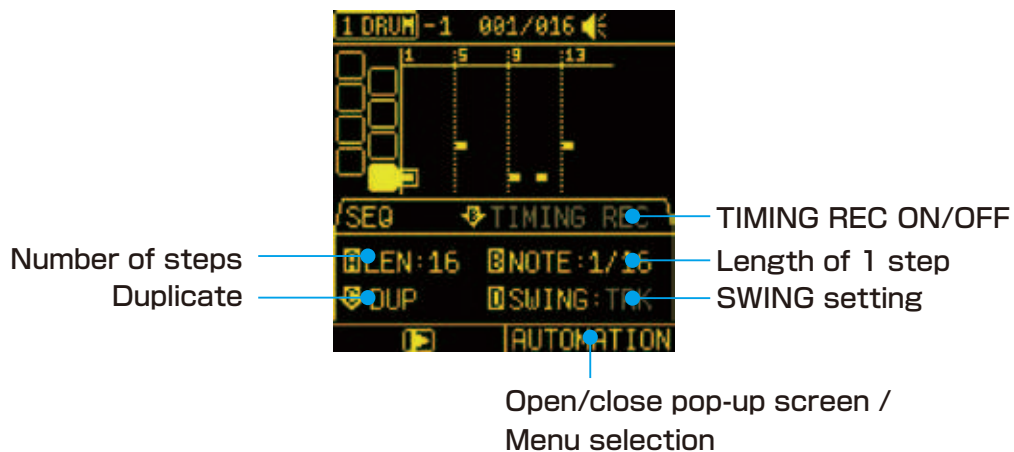 1 DRUM -1 001/016
1 5 9 13
SEQ B TIMING REC
TIMING REC ON/OFF
Number of steps
A LEN:16 B NOTE:1/16
Length of 1 step
Duplicate
C DUP D SWING:TRK
SWING setting
AUTOMATION
Open/close pop-up screen /
Menu selection